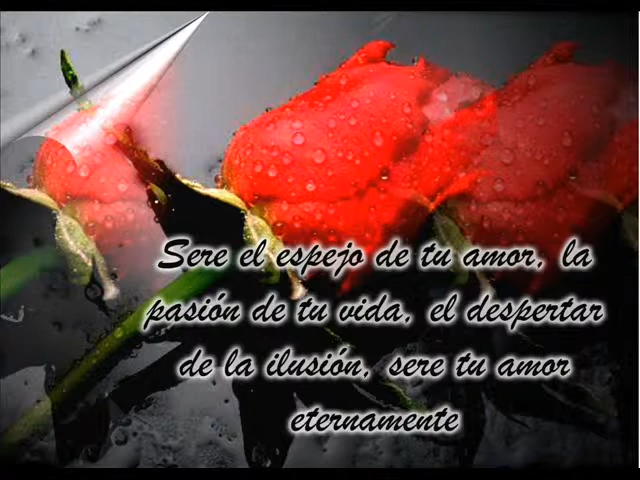 Sere el espejo de tu amor, la
pasión de tu vida, el despertar
de la ilusión, sere tu amor
eternamente